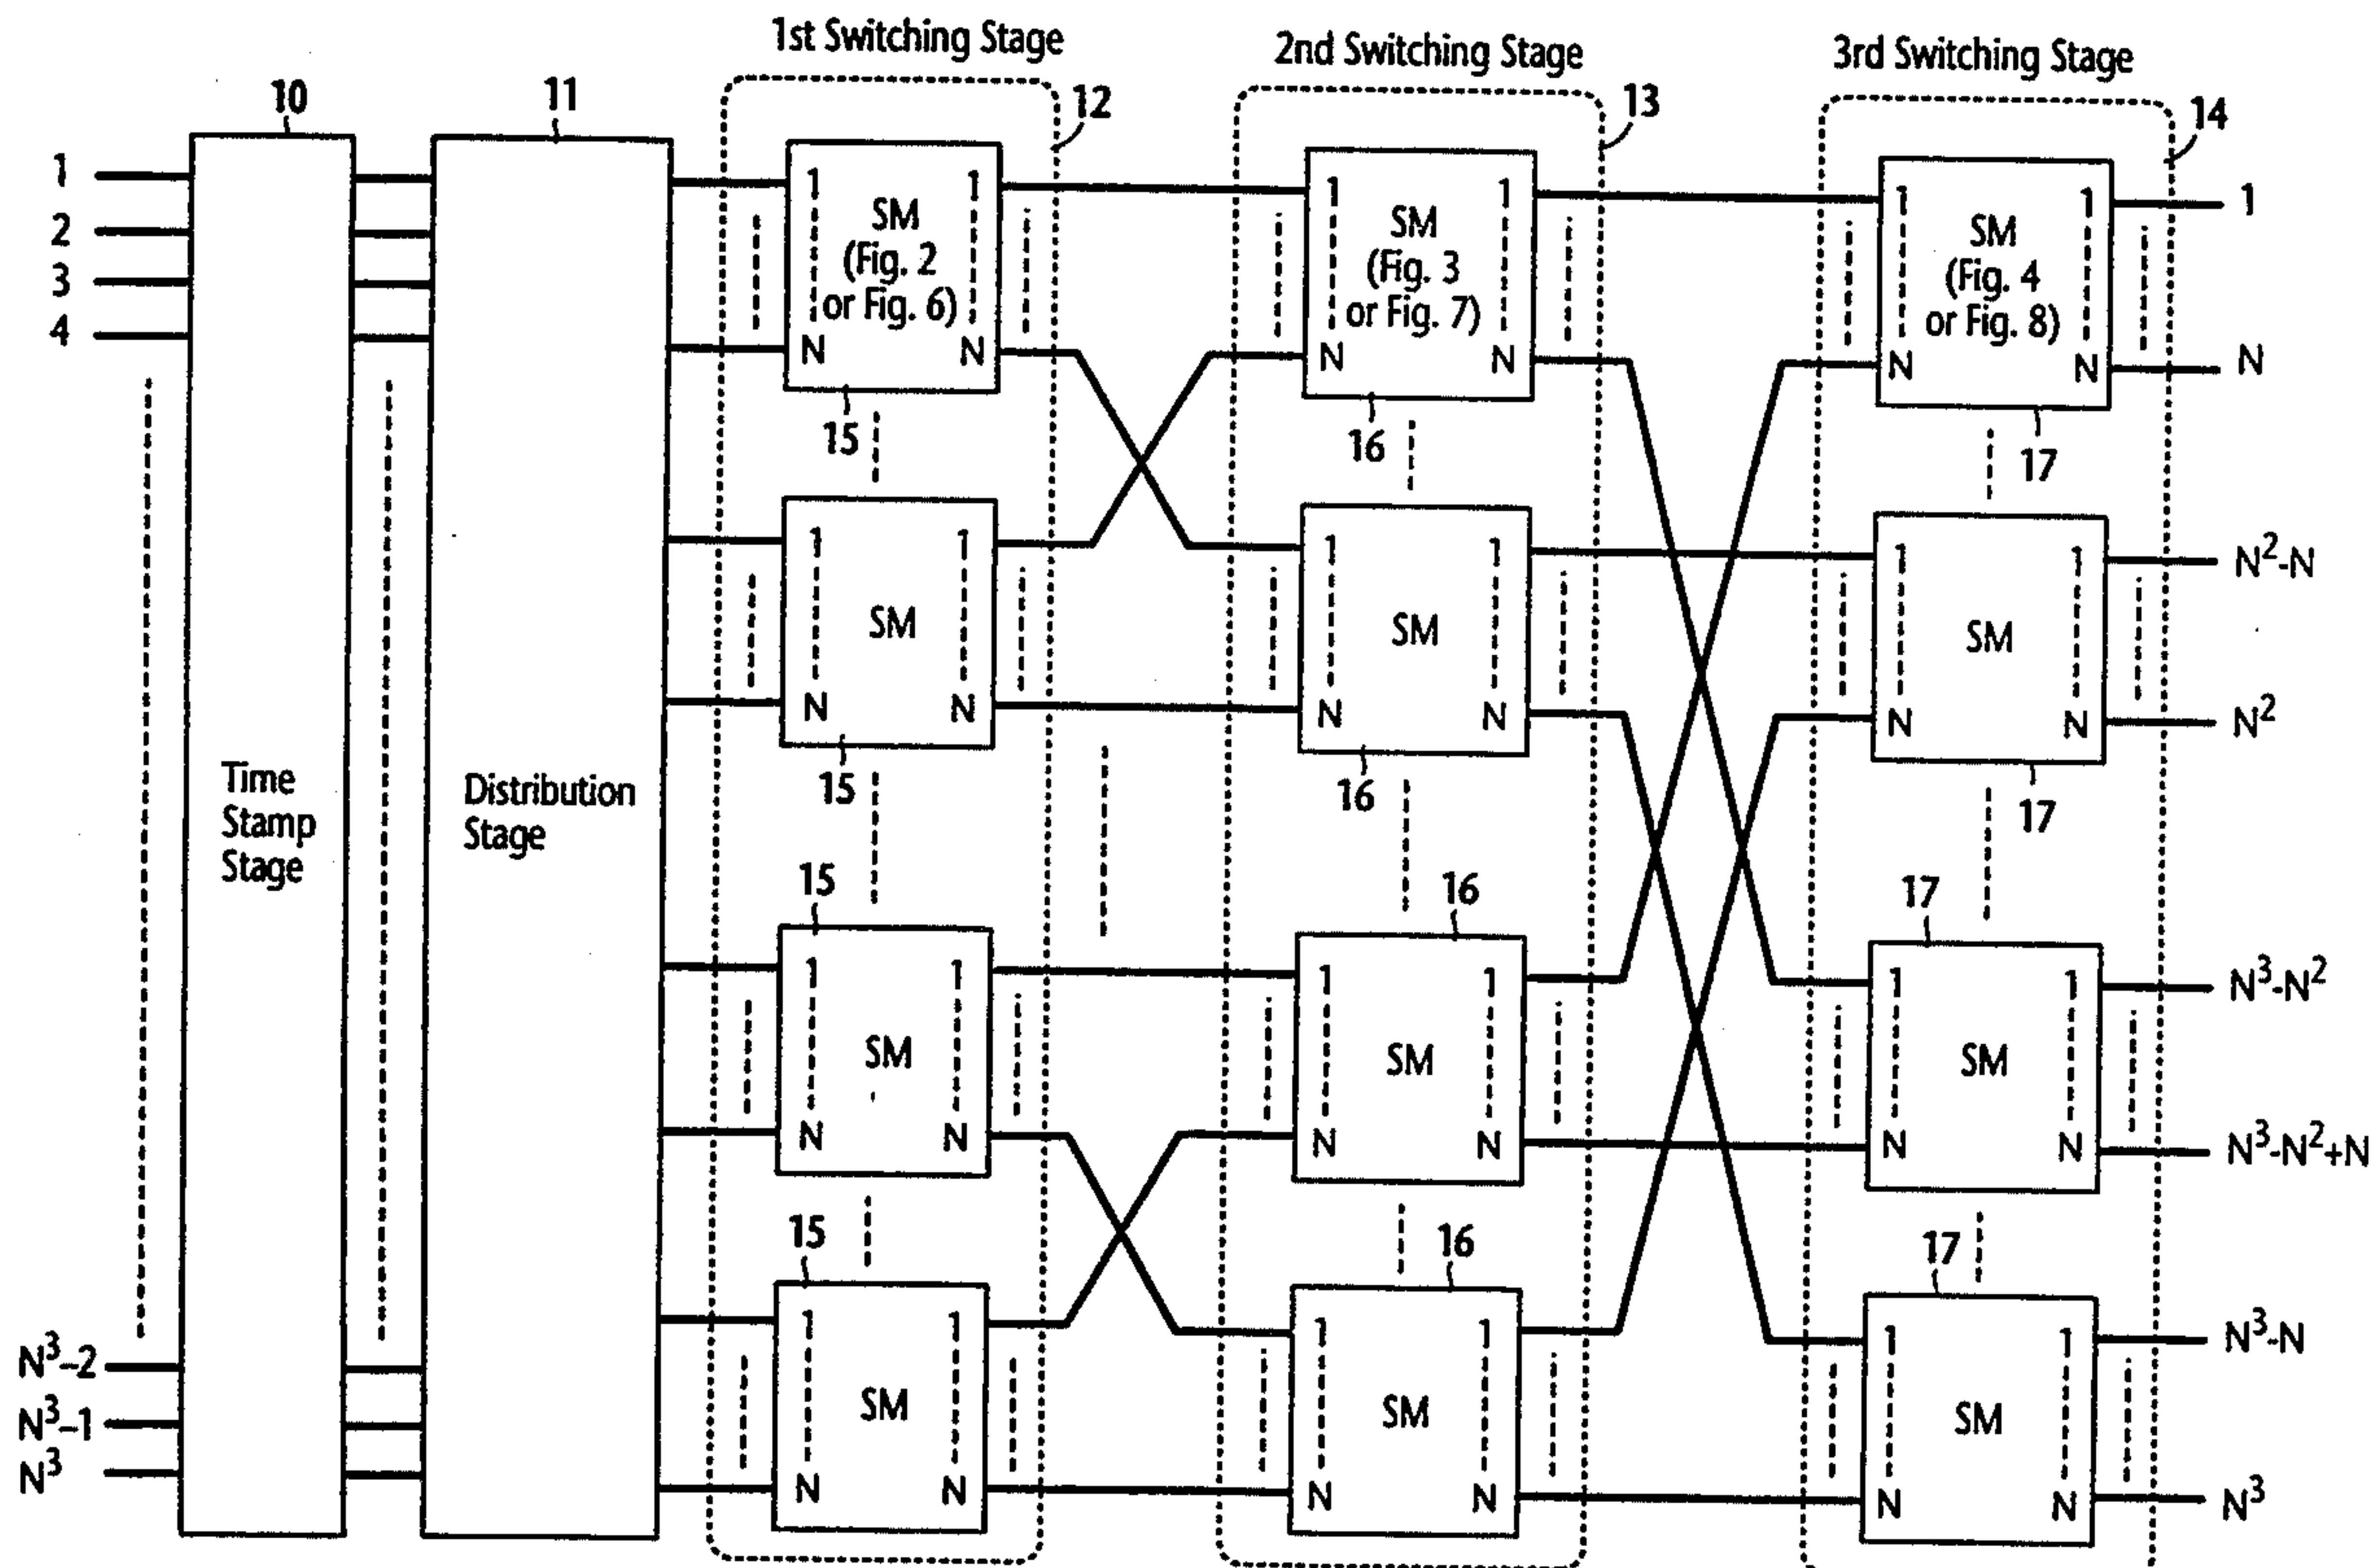 1st Switching Stage
2nd Switching Stage
3rd Switching Stage
10
11
12
13
14
1
2
3
4
N³-2
N³-1
N³
Time
Stamp
Stage
Distribution
Stage
1
1
SM
(Fig. 2
or Fig. 6)
N
N
15
1
1
SM
N
N
15
15
1
1
SM
N
N
15
1
1
SM
N
N
1
1
SM
(Fig. 3
or Fig. 7)
N
N
16
1
1
SM
N
N
16
16
1
1
SM
N
N
16
1
1
SM
N
N
1
1
SM
(Fig. 4
or Fig. 8)
N
N
17
1
1
SM
N
N
17
17
1
1
SM
N
N
17
1
1
SM
N
N
1
N
N²-N
N²
N³-N²
N³-N²+N
N³-N
N³